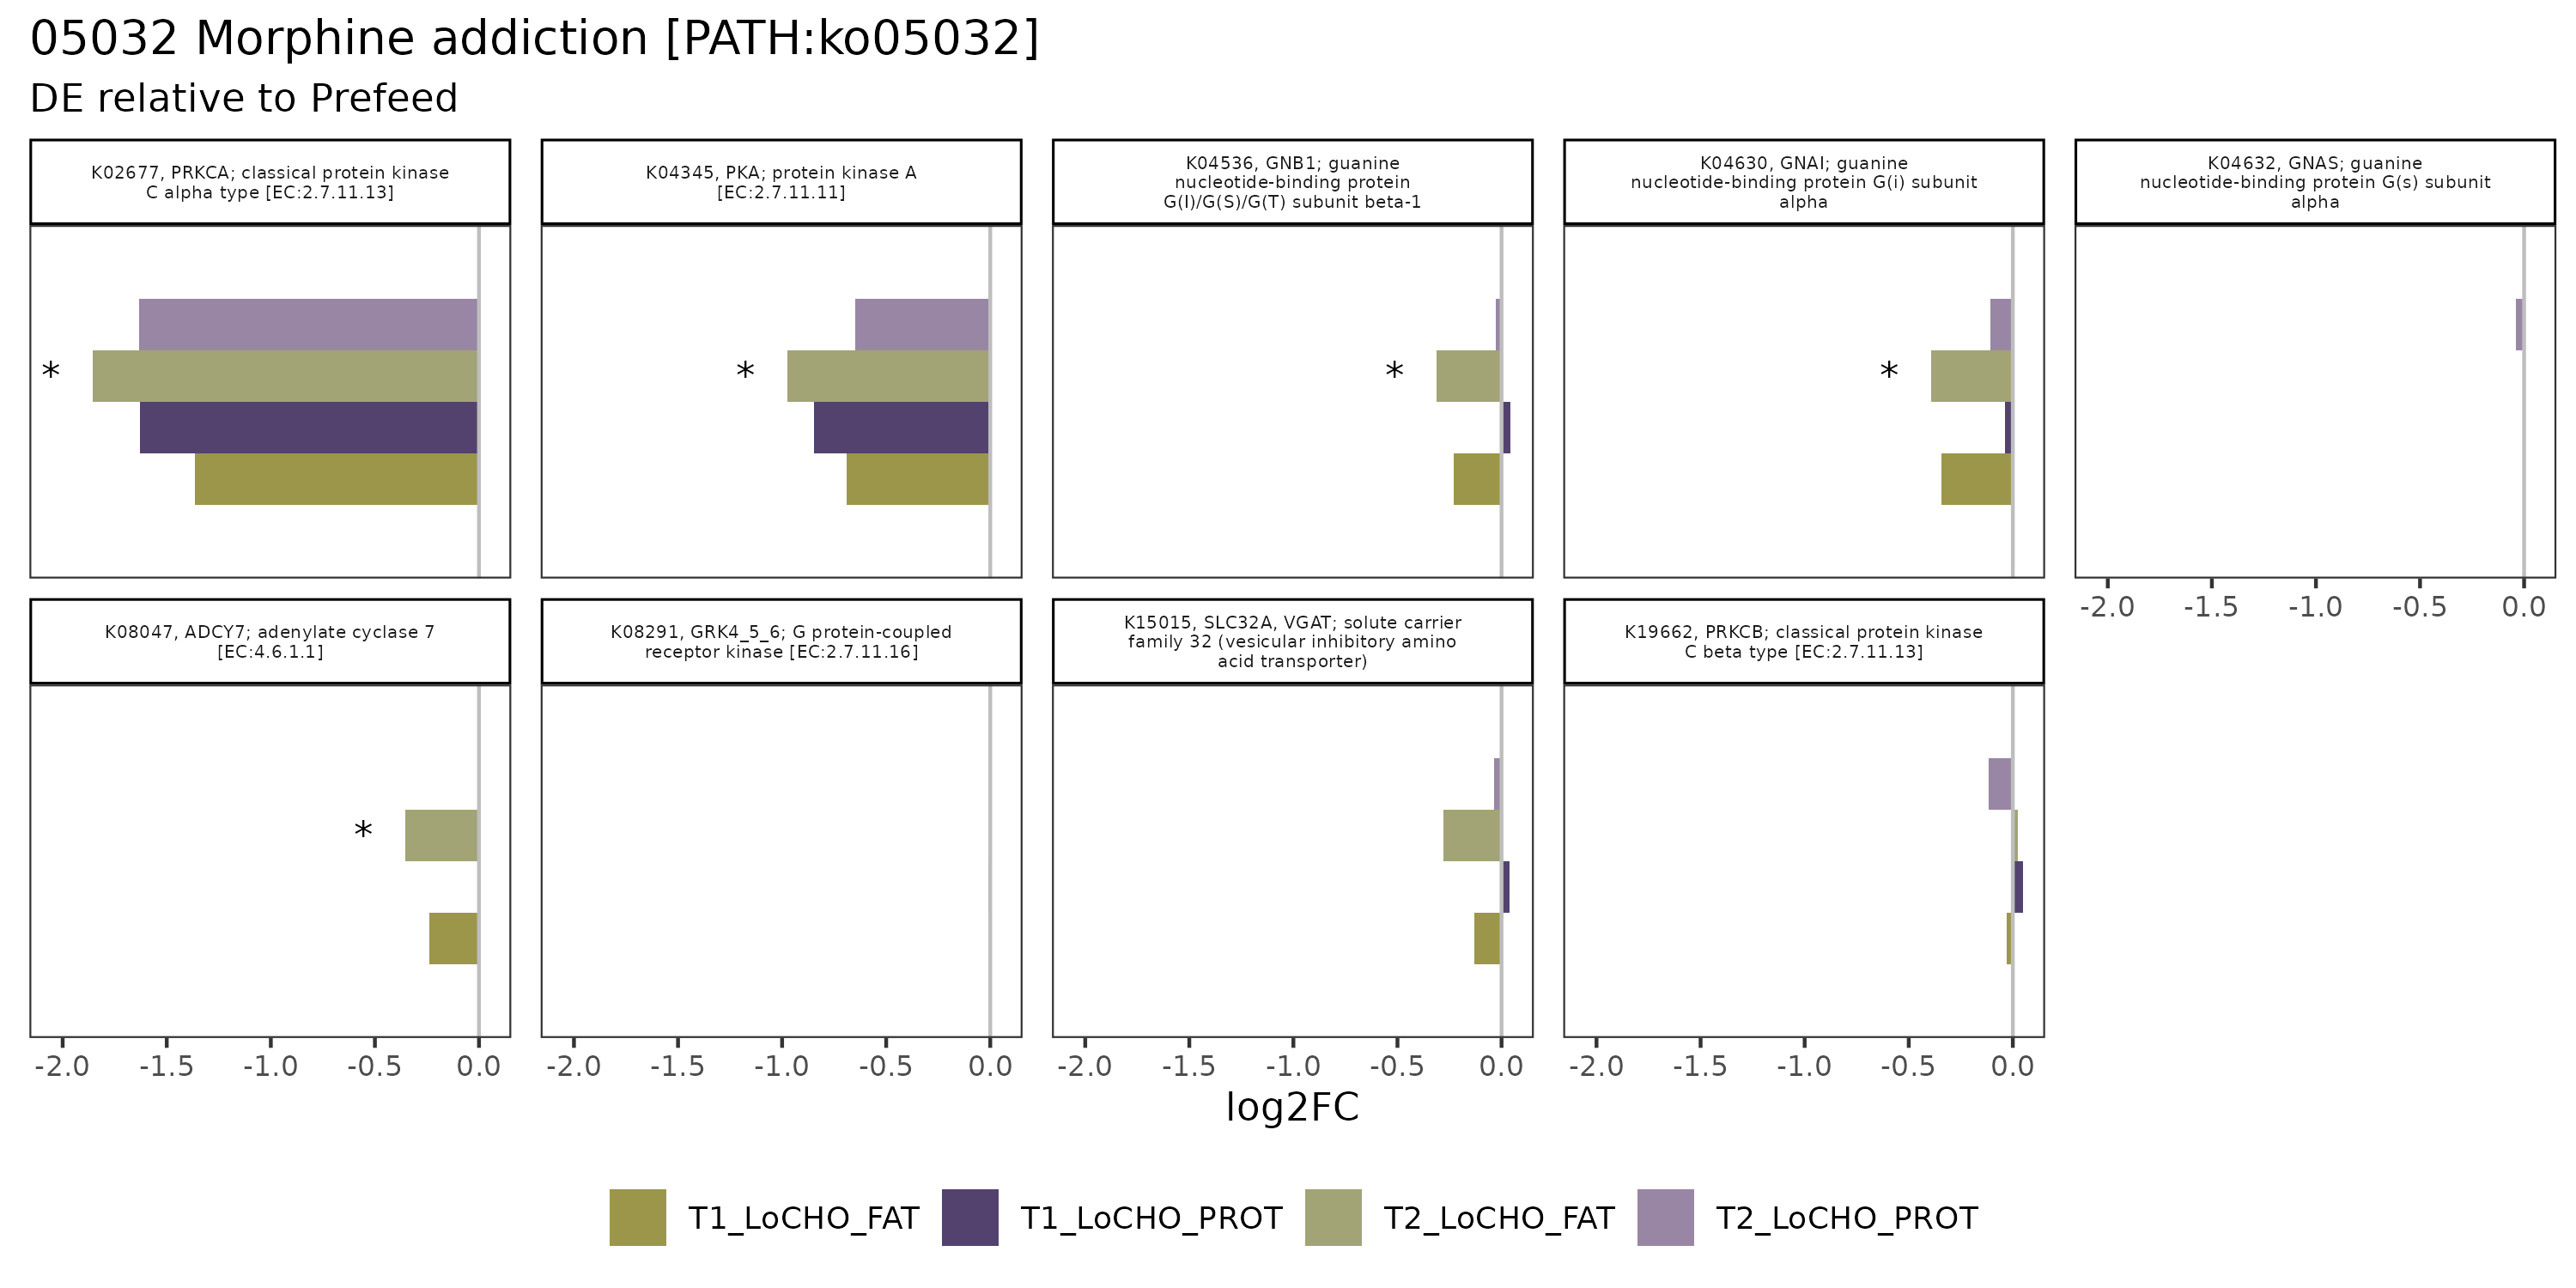 05032 Morphine addiction [PATH:ko05032]
DE relative to Prefeed
K02677, PRKCA; classical protein kinase
C alpha type [EC:2.7.11.13]
K04345, PKA; protein kinase A
[EC:2.7.11.11]
K04536, GNB1; guanine
nucleotide-binding protein
G(I)/G(S)/G(T) subunit beta-1
K04630, GNAI; guanine
nucleotide-binding protein G(i) subunit
alpha
K04632, GNAS; guanine
nucleotide-binding protein G(s) subunit
alpha
*
*
*
*
-2.0 -1.5 -1.0 -0.5 0.0
K08047, ADCY7; adenylate cyclase 7
[EC:4.6.1.1]
K08291, GRK4_5_6; G protein-coupled
receptor kinase [EC:2.7.11.16]
K15015, SLC32A, VGAT; solute carrier
family 32 (vesicular inhibitory amino
acid transporter)
K19662, PRKCB; classical protein kinase
C beta type [EC:2.7.11.13]
*
-2.0 -1.5 -1.0 -0.5 0.0
-2.0 -1.5 -1.0 -0.5 0.0
-2.0 -1.5 -1.0 -0.5 0.0
-2.0 -1.5 -1.0 -0.5 0.0
log2FC
T1_LoCHO_FAT T1_LoCHO_PROT T2_LoCHO_FAT T2_LoCHO_PROT